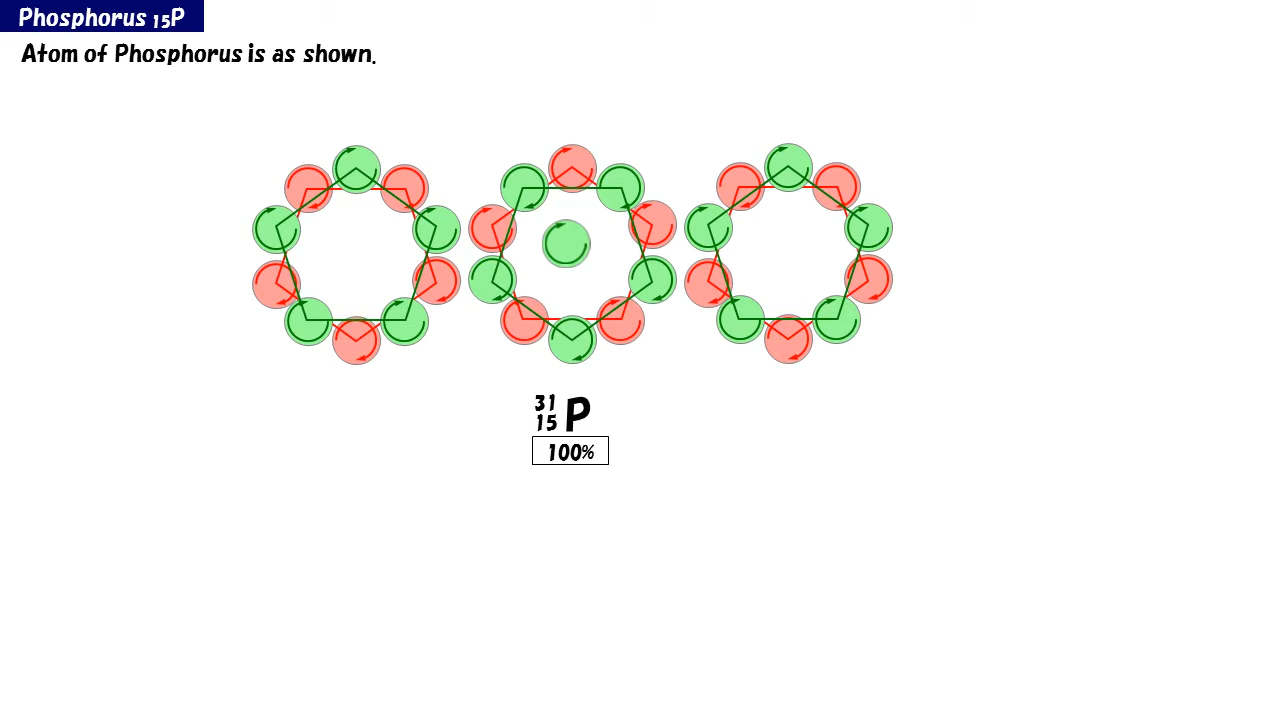 Phosphorus ₁₅P
Atom of Phosphorus is as shown.
31
15 P
100%